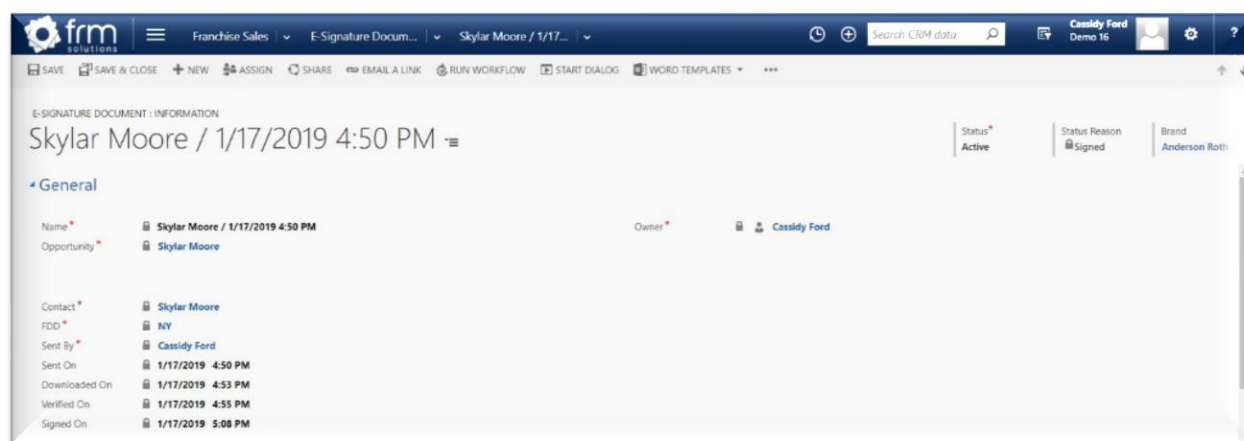 frm solutions Franchise Sales E-Signature Docum... Skylar Moore / 1/17... Search CRM data Cassidy Ford Demo 16 ?
SAVE SAVE & CLOSE NEW ASSIGN SHARE EMAIL A LINK RUN WORKFLOW START DIALOG WORD TEMPLATES ...
E-SIGNATURE DOCUMENT : INFORMATION
Skylar Moore / 1/17/2019 4:50 PM
Status* Status Reason Brand
Active Signed Anderson Roth
General
Name* Skylar Moore / 1/17/2019 4:50 PM Owner* Cassidy Ford
Opportunity* Skylar Moore
Contact* Skylar Moore
FDD* NY
Sent By* Cassidy Ford
Sent On 1/17/2019 4:50 PM
Downloaded On 1/17/2019 4:53 PM
Verified On 1/17/2019 4:55 PM
Signed On 1/17/2019 5:08 PM